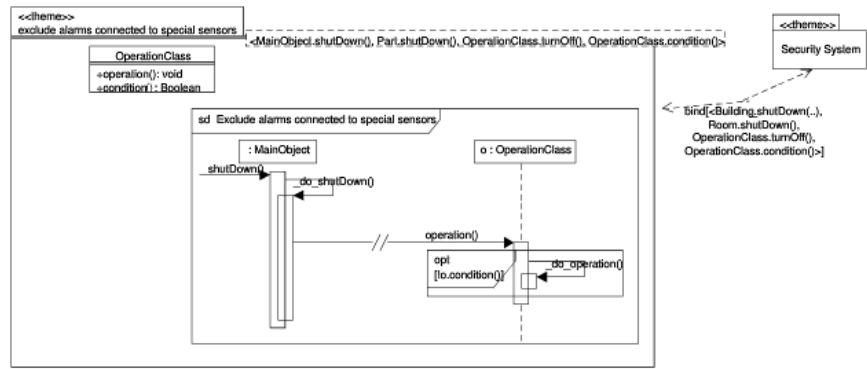 <<theme>>
exclude alarms connected to special sensors
<MainObject.shutDown(), Part.shutDown(), OperationClass.turnOff(), OperationClass.condition()>
<<theme>>
Security System
OperationClass
+operation(): void
+condition() : Boolean
bind[<Building.shutDown(..),
Room.shutDown(),
OperationClass.turnOff(),
OperationClass.condition()>]
sd Exclude alarms connected to special sensors
: MainObject
o : OperationClass
shutDown()
_do_shutDown()
operation()
opt
[!o.condition()]
_do_operation()